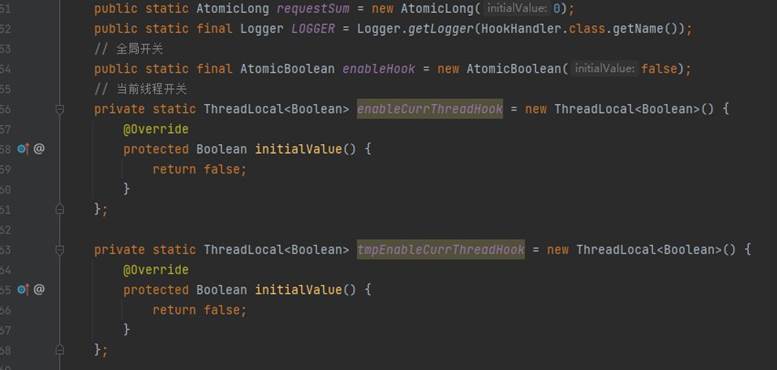 51 public static AtomicLong requestSum = new AtomicLong( initialValue: 0);
52 public static final Logger LOGGER = Logger.getLogger(HookHandler.class.getName());
53 // 全局开关
54 public static final AtomicBoolean enableHook = new AtomicBoolean( initialValue: false);
55 // 当前线程开关
56 private static ThreadLocal<Boolean> enableCurrThreadHook = new ThreadLocal<Boolean>() {
57 @Override
58 @ protected Boolean initialValue() {
59 return false;
60 }
61 };
62
63 private static ThreadLocal<Boolean> tmpEnableCurrThreadHook = new ThreadLocal<Boolean>() {
64 @Override
65 @ protected Boolean initialValue() {
66 return false;
67 }
68 };